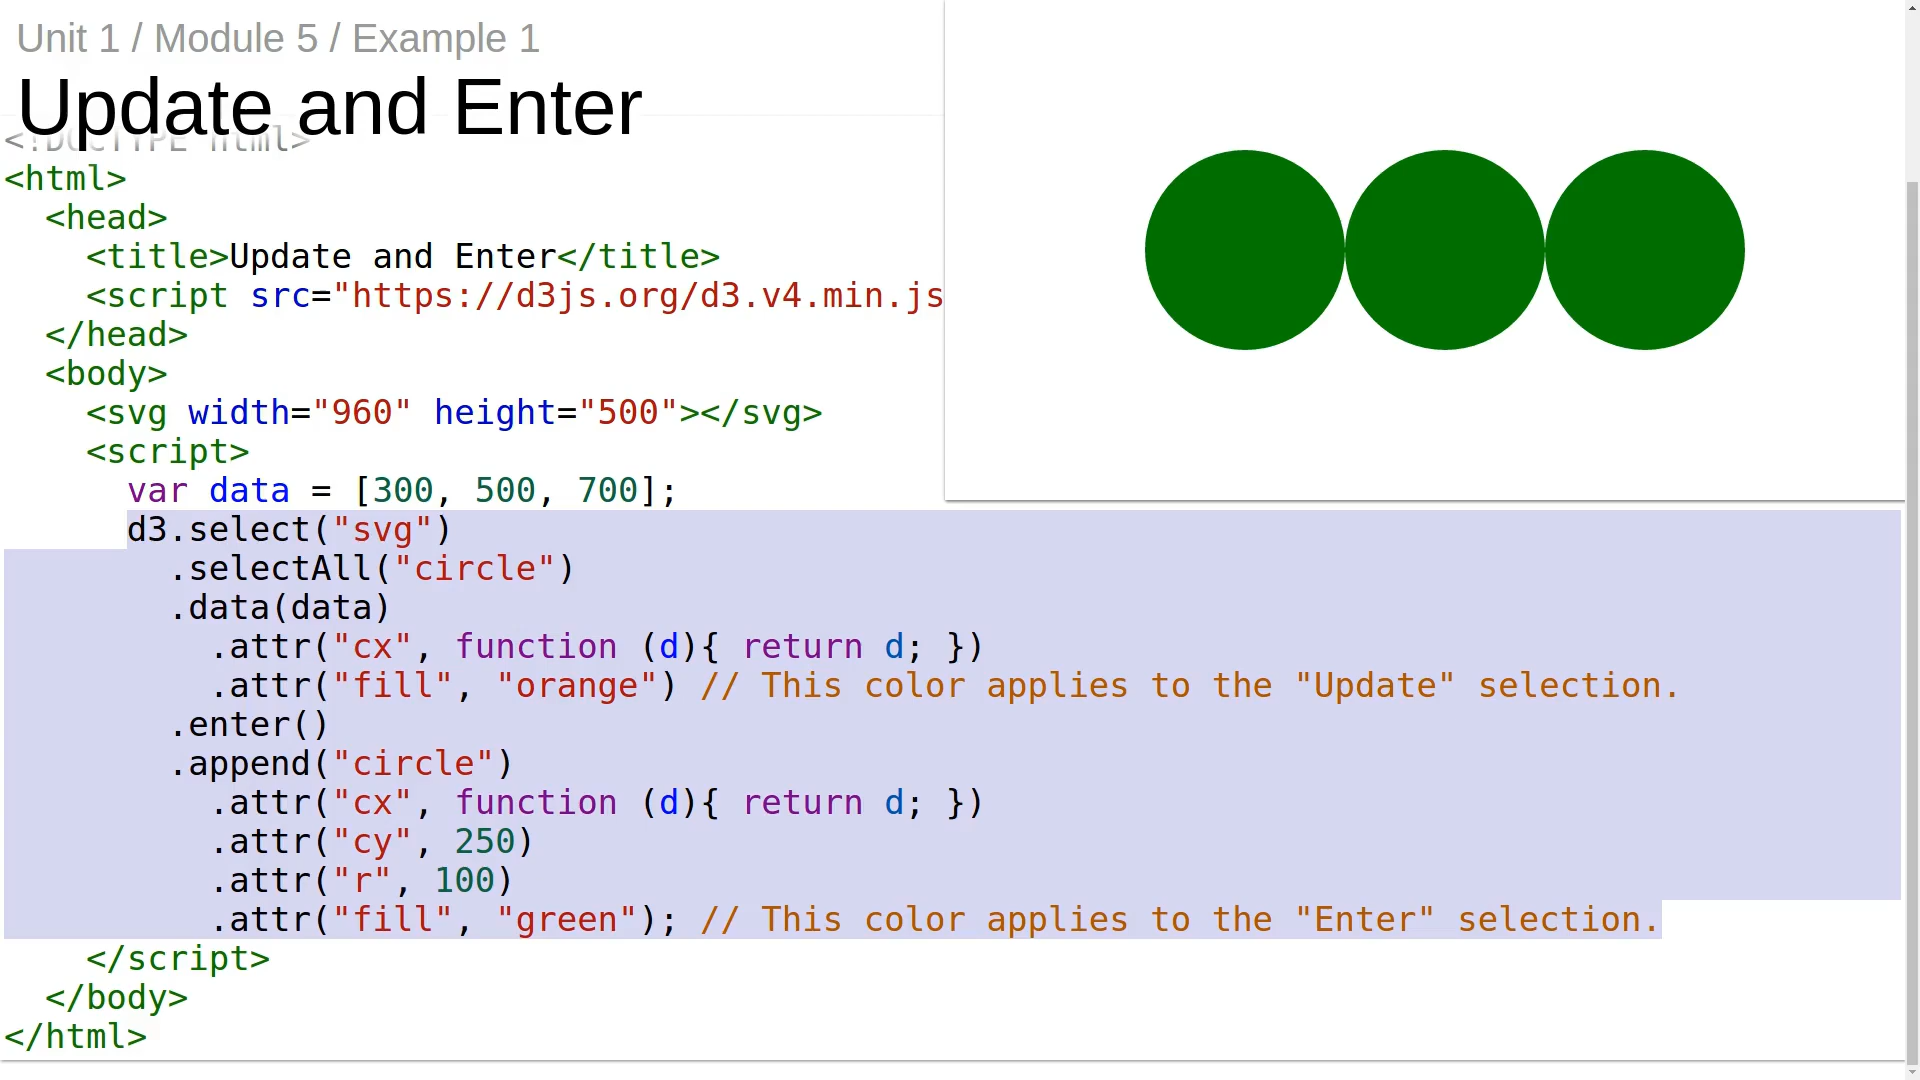 Unit 1 / Module 5 / Example 1
Update and Enter
<!DOCTYPE html>
<html>
  <head>
    <title>Update and Enter</title>
    <script src="https://d3js.org/d3.v4.min.js
  </head>
  <body>
    <svg width="960" height="500"></svg>
    <script>
      var data = [300, 500, 700];
      d3.select("svg")
        .selectAll("circle")
        .data(data)
          .attr("cx", function (d){ return d; })
          .attr("fill", "orange") // This color applies to the "Update" selection.
        .enter()
        .append("circle")
          .attr("cx", function (d){ return d; })
          .attr("cy", 250)
          .attr("r", 100)
          .attr("fill", "green"); // This color applies to the "Enter" selection.
    </script>
  </body>
</html>